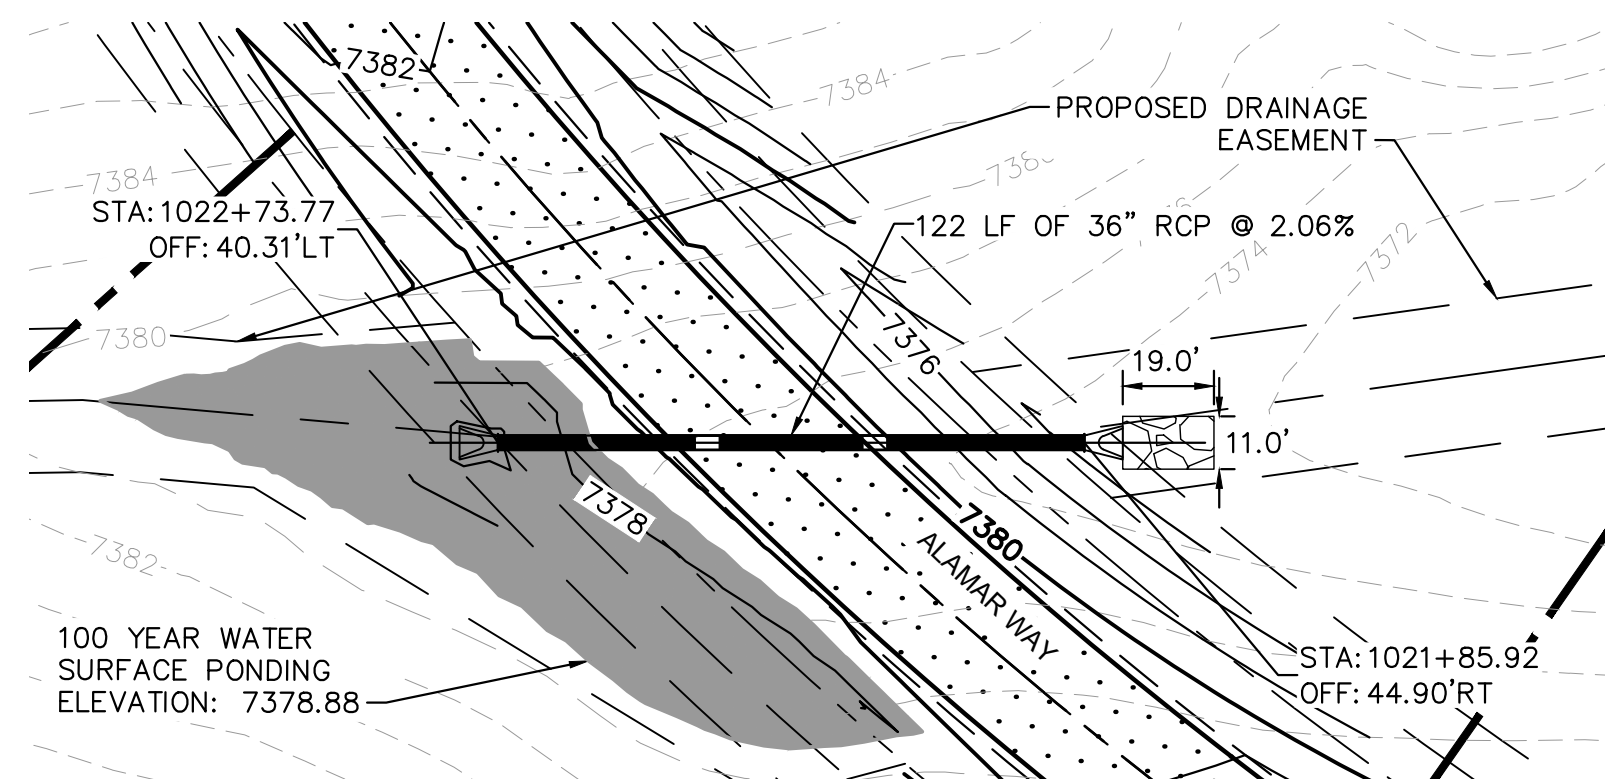 7382
7384
PROPOSED DRAINAGE
EASEMENT
7384
STA: 1022+73.77
OFF: 40.31'LT
122 LF OF 36” RCP @ 2.06%
7374
7372
7380
7376
19.0'
11.0'
7378
7380
ALAMAR WAY
7382
100 YEAR WATER
SURFACE PONDING
ELEVATION: 7378.88
STA: 1021+85.92
OFF: 44.90'RT